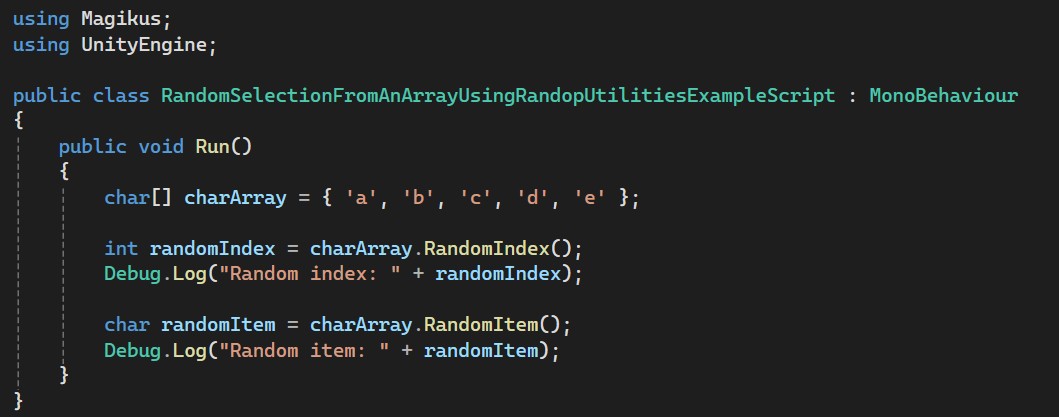 using Magikus;
using UnityEngine;

public class RandomSelectionFromAnArrayUsingRandopUtilitiesExampleScript : MonoBehaviour
{
    public void Run()
    {
        char[] charArray = { 'a', 'b', 'c', 'd', 'e' };

        int randomIndex = charArray.RandomIndex();
        Debug.Log("Random index: " + randomIndex);

        char randomItem = charArray.RandomItem();
        Debug.Log("Random item: " + randomItem);
    }
}